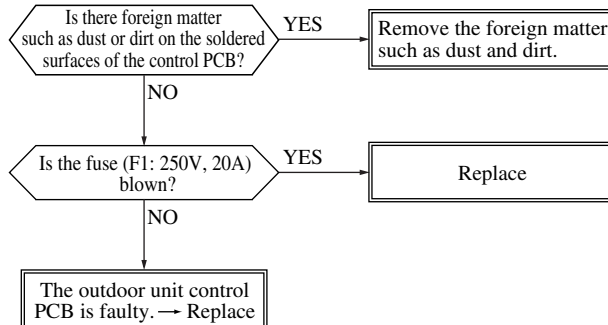 Is there foreign matter
such as dust or dirt on the soldered
surfaces of the control PCB?
YES
Remove the foreign matter
such as dust and dirt.
NO
Is the fuse (F1: 250V, 20A)
blown?
YES
Replace
NO
The outdoor unit control
PCB is faulty. → Replace